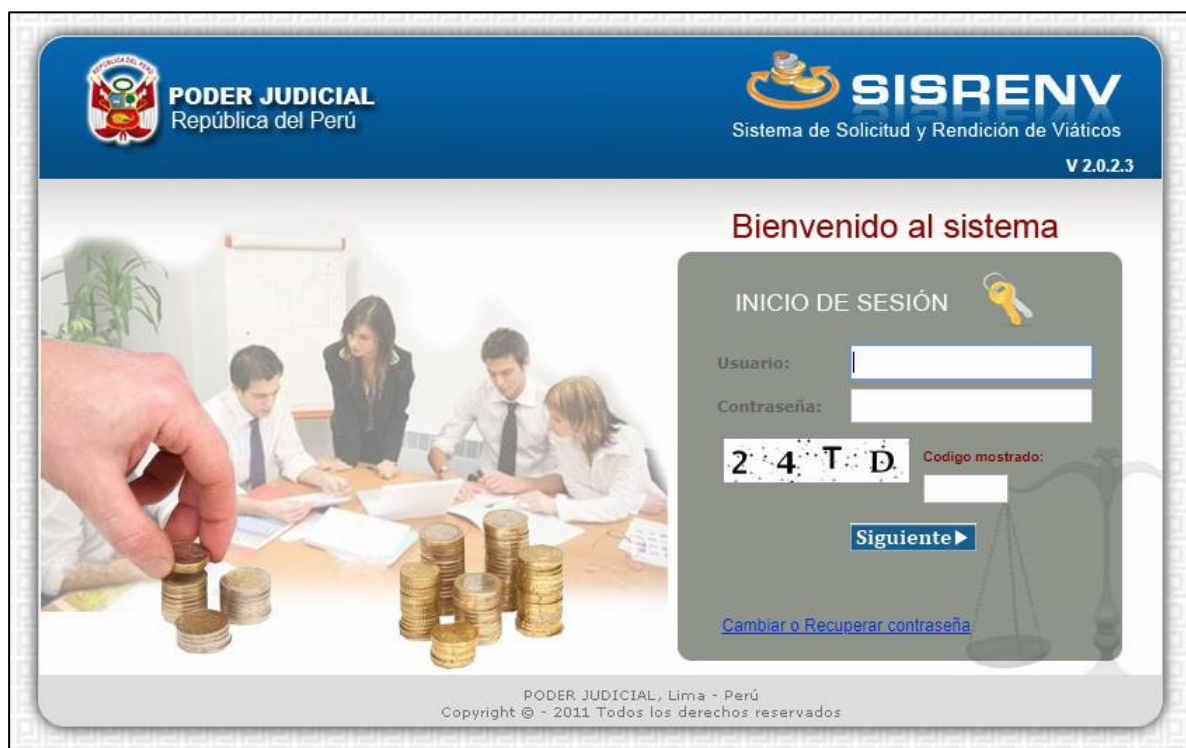 PODER JUDICIAL
República del Perú
SISRENV
Sistema de Solicitud y Rendición de Viáticos
V 2.0.2.3
Bienvenido al sistema
INICIO DE SESIÓN
Usuario:
Contraseña:
2 4 T D
Codigo mostrado:
Siguiente
Cambiar o Recuperar contraseña
PODER JUDICIAL, Lima - Perú
Copyright @ - 2011 Todos los derechos reservados